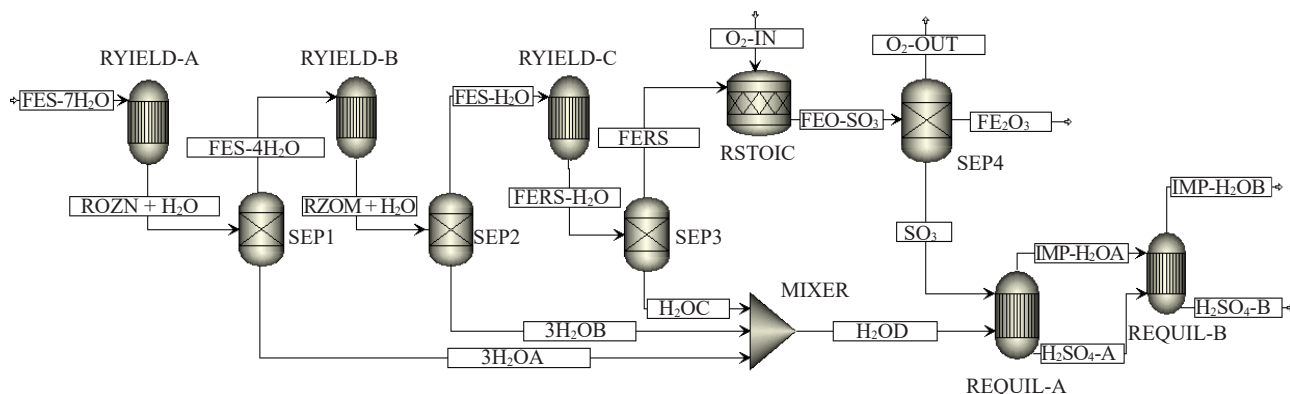 O₂-IN
O₂-OUT
RYIELD-A
RYIELD-B
RYIELD-C
FES-7H₂O
FES-H₂O
FES-4H₂O
FERS
FEO-SO₃
FE₂O₃
RSTOIC
SEP4
IMP-H₂OB
ROZN + H₂O
RZOM + H₂O
FERS-H₂O
SEP1
SEP2
SEP3
SO₃
IMP-H₂OA
MIXER
H₂OC
H₂SO₄-B
3H₂OB
H₂OD
REQUIL-B
3H₂OA
H₂SO₄-A
REQUIL-A